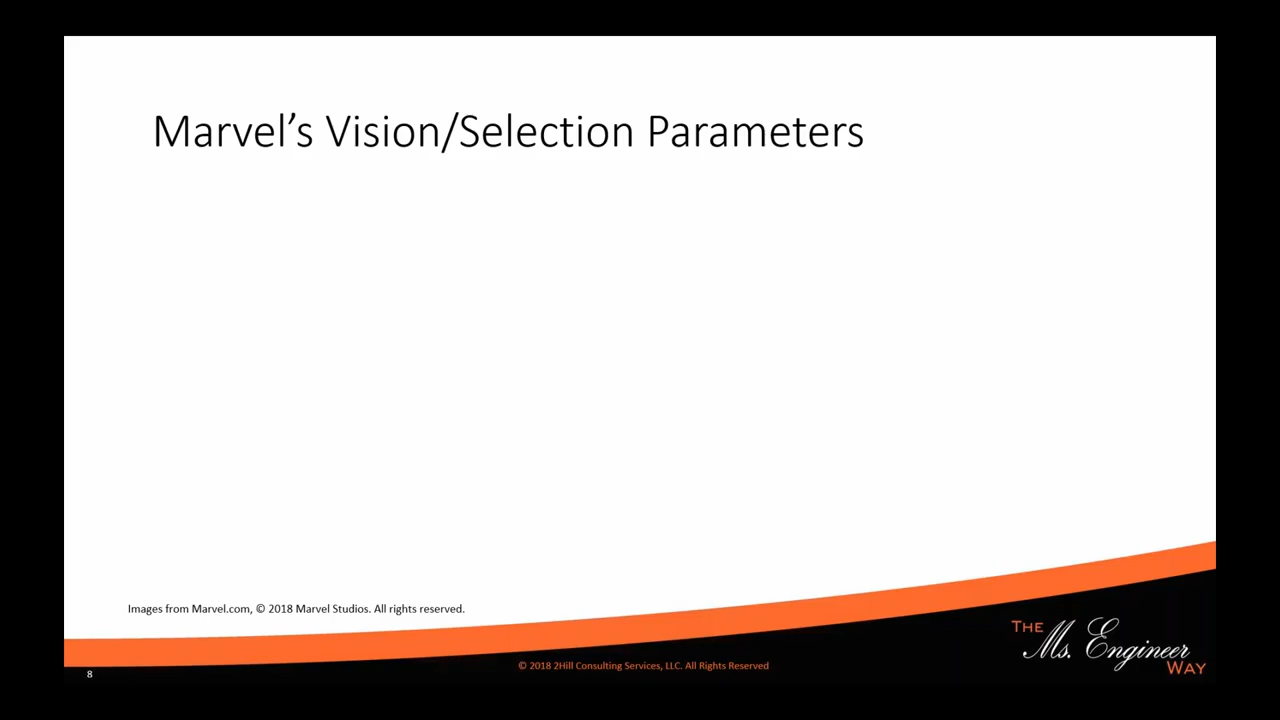 Marvel’s Vision/Selection Parameters
Images from Marvel.com, © 2018 Marvel Studios. All rights reserved.
8
© 2018 2Hill Consulting Services, LLC. All Rights Reserved
THE
Ms. Engineer
WAY